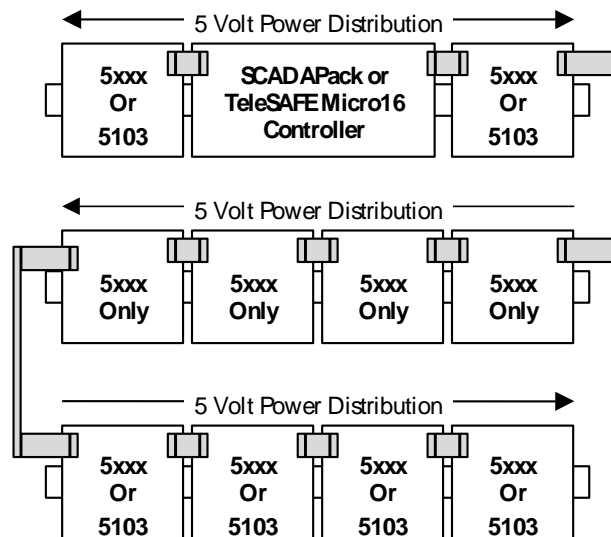 5 Volt Power Distribution
5xxx
Or
5103
SCADAPack or
TeleSAFE Micro16
Controller
5xxx
Or
5103
5 Volt Power Distribution
5xxx
Only
5xxx
Only
5xxx
Only
5xxx
Only
5 Volt Power Distribution
5xxx
Or
5103
5xxx
Or
5103
5xxx
Or
5103
5xxx
Or
5103